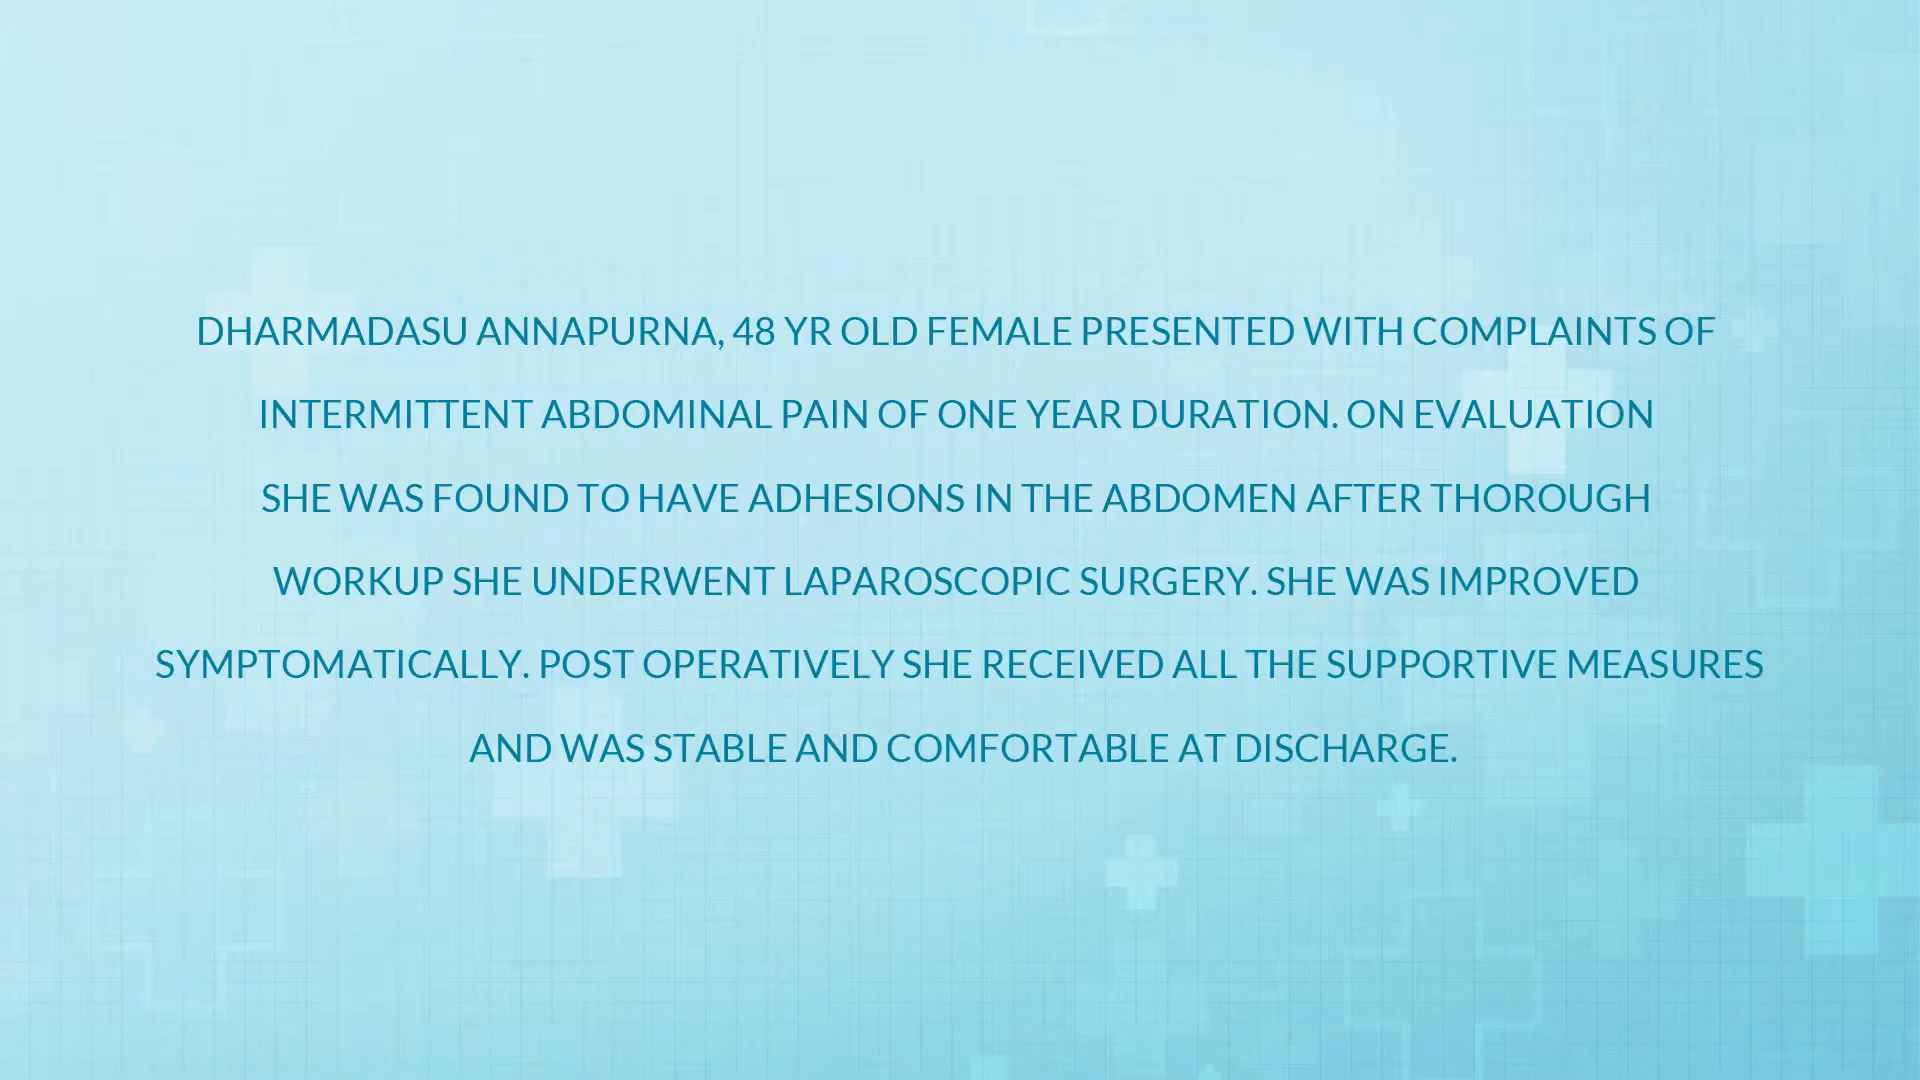 DHARMADASU ANNAPURNA, 48 YR OLD FEMALE PRESENTED WITH COMPLAINTS OF
INTERMITTENT ABDOMINAL PAIN OF ONE YEAR DURATION. ON EVALUATION
SHE WAS FOUND TO HAVE ADHESIONS IN THE ABDOMEN AFTER THOROUGH
WORKUP SHE UNDERWENT LAPAROSCOPIC SURGERY. SHE WAS IMPROVED
SYMPTOMATICALLY. POST OPERATIVELY SHE RECEIVED ALL THE SUPPORTIVE MEASURES
AND WAS STABLE AND COMFORTABLE AT DISCHARGE.